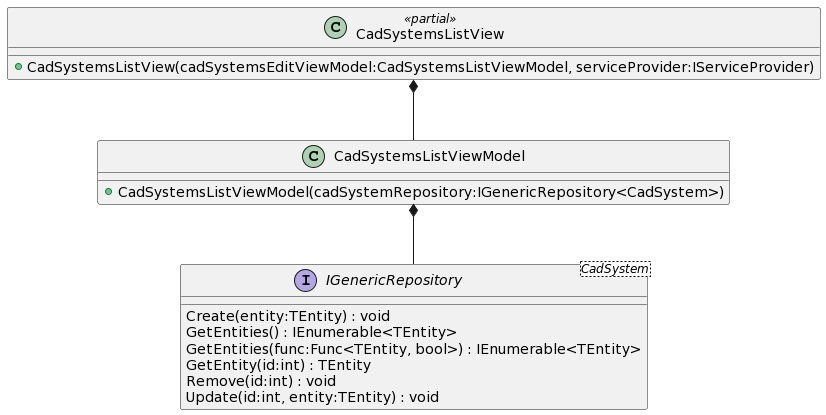 «partial»
C CadSystemsListView
CadSystemsListView(cadSystemsEditViewModel:CadSystemsListViewModel, serviceProvider:IServiceProvider)
C CadSystemsListViewModel
CadSystemsListViewModel(cadSystemRepository:IGenericRepository<CadSystem>)
CadSystem
I IGenericRepository
Create(entity:TEntity) : void
GetEntities() : IEnumerable<TEntity>
GetEntities(func:Func<TEntity, bool>) : IEnumerable<TEntity>
GetEntity(id:int) : TEntity
Remove(id:int) : void
Update(id:int, entity:TEntity) : void